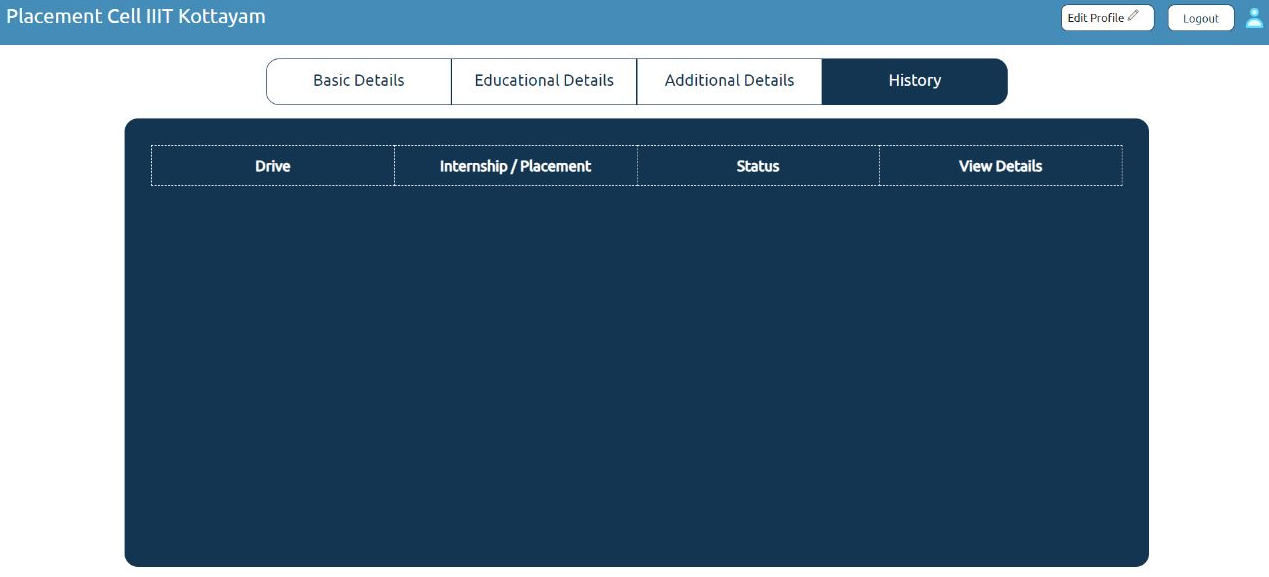 Placement Cell IIIT Kottayam
Edit Profile
Logout
Basic Details
Educational Details
Additional Details
History
Drive
Internship / Placement
Status
View Details